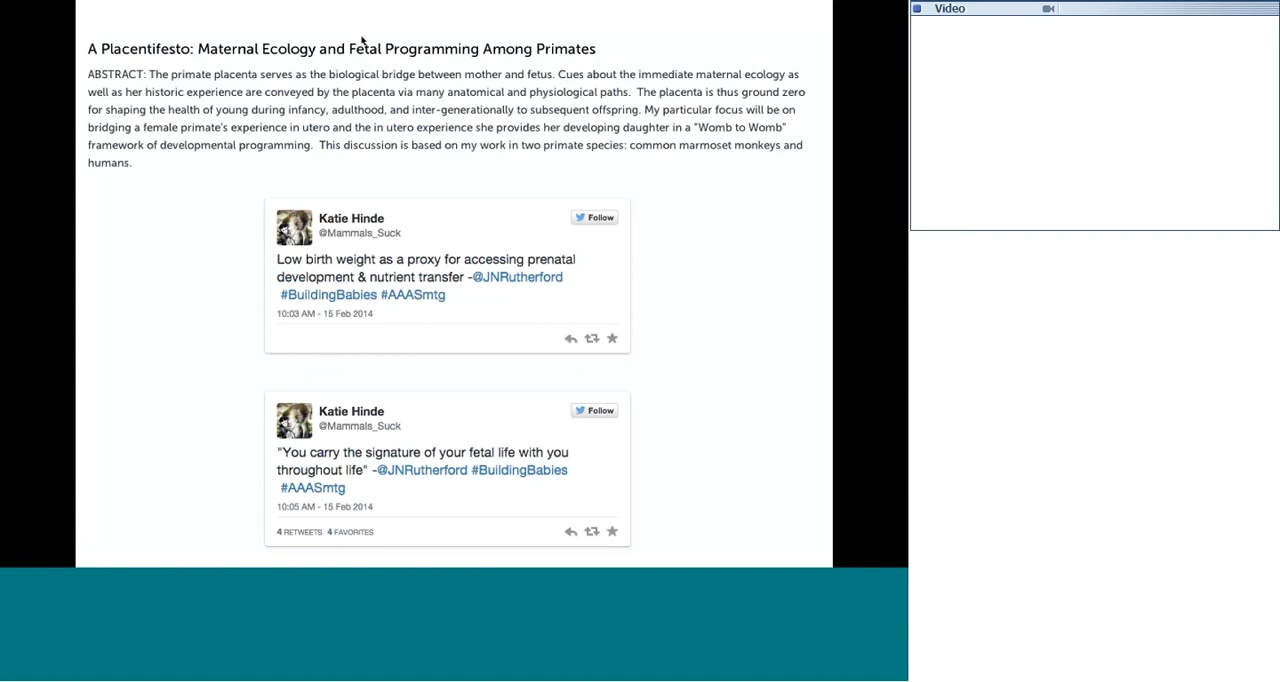 Video
A Placentifesto: Maternal Ecology and Fetal Programming Among Primates
ABSTRACT: The primate placenta serves as the biological bridge between mother and fetus. Cues about the immediate maternal ecology as
well as her historic experience are conveyed by the placenta via many anatomical and physiological paths. The placenta is thus ground zero
for shaping the health of young during infancy, adulthood, and inter-generationally to subsequent offspring. My particular focus will be on
bridging a female primate's experience in utero and the in utero experience she provides her developing daughter in a "Womb to Womb"
framework of developmental programming. This discussion is based on my work in two primate species: common marmoset monkeys and
humans.
Katie Hinde
Follow
@Mammals_Suck
Low birth weight as a proxy for accessing prenatal
development & nutrient transfer -@JNRutherford
#BuildingBabies #AAASmtg
10:03 AM - 15 Feb 2014
Katie Hinde
Follow
@Mammals_Suck
"You carry the signature of your fetal life with you
throughout life" -@JNRutherford #BuildingBabies
#AAASmtg
10:05 AM - 15 Feb 2014
4 RETWEETS 4 FAVORITES